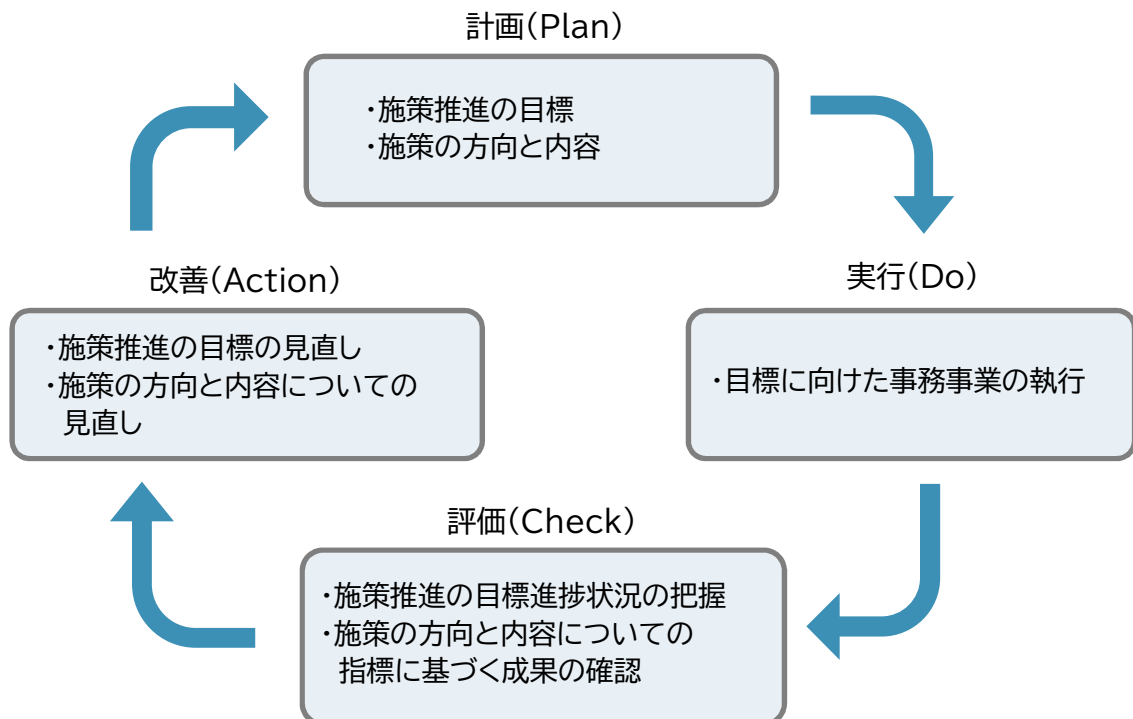 計画(Plan)
・施策推進の目標
・施策の方向と内容
改善(Action)
・施策推進の目標の見直し
・施策の方向と内容についての
見直し
実行(Do)
・目標に向けた事務事業の執行
評価(Check)
・施策推進の目標進捗状況の把握
・施策の方向と内容についての
指標に基づく成果の確認